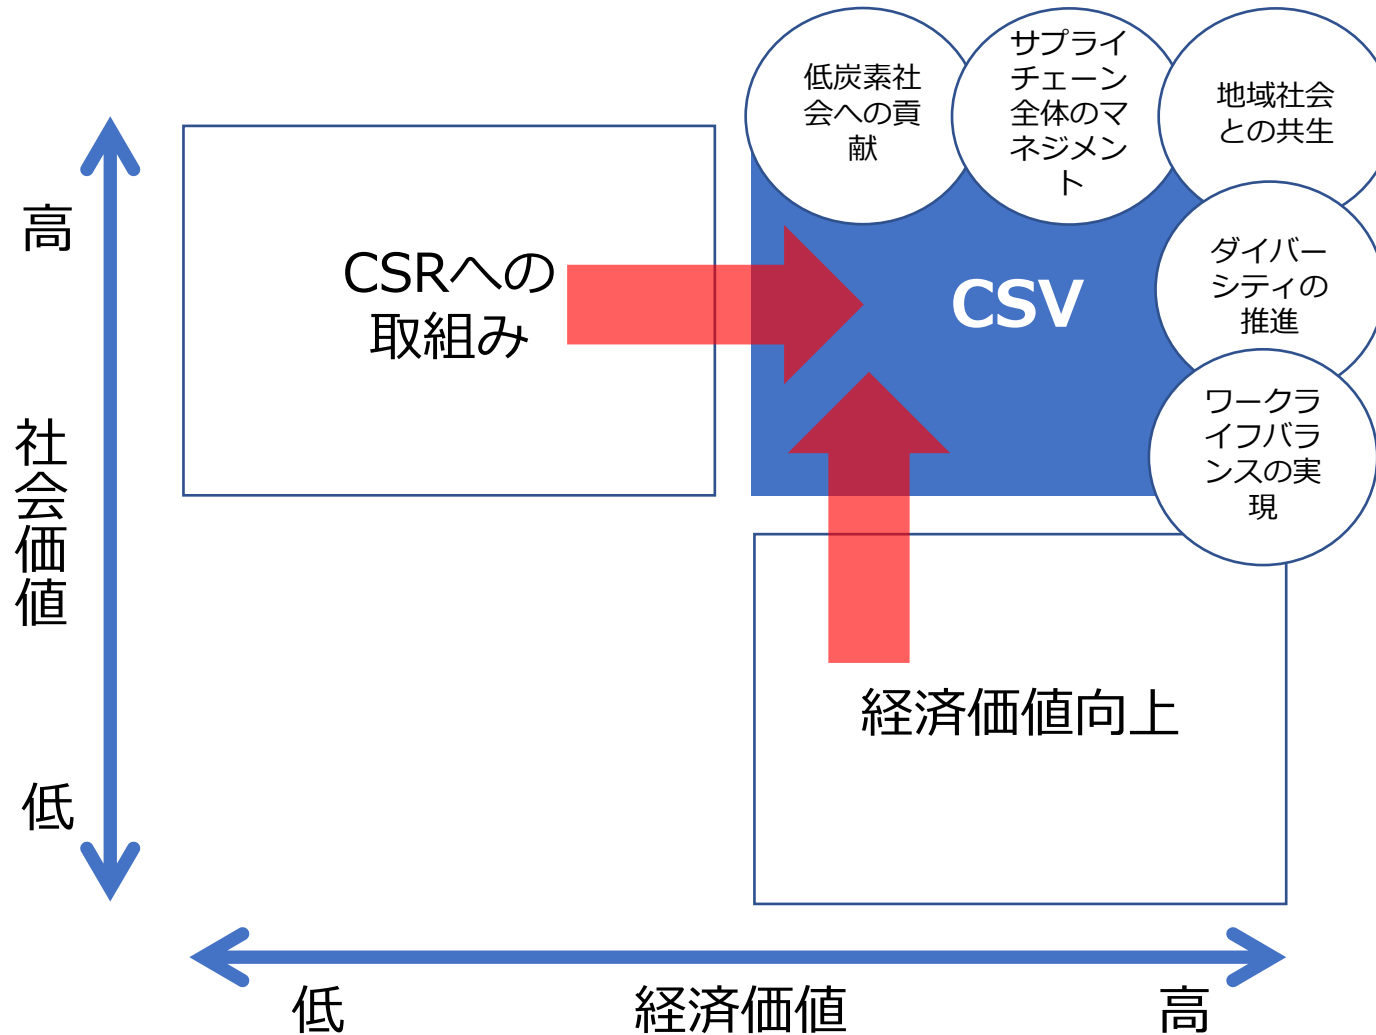 低炭素社
会への貢
献
サプライ
チェーン
全体のマ
ネジメン
ト
地域社会
との共生
高
CSRへの
取組み
CSV
ダイバー
シティの
推進
ワークラ
イフバラ
ンスの実
現
社会価値
経済価値向上
低
低
経済価値
高